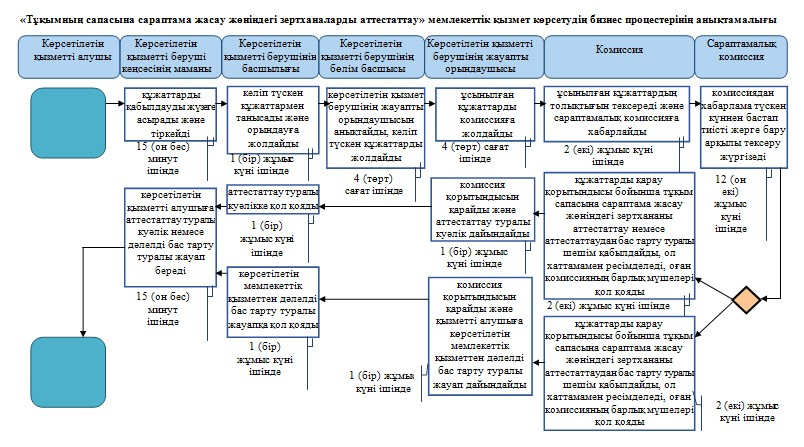 «Тұқымның сапасына сараптама жасау жөніндегі зертханаларды аттестаттау» мемлекеттік қызмет көрсетудің бизнес процестерінің анықтамалығы
Көрсетілетін
қызметті алушы
Көрсетілетін
қызметті беруші
кеңсесінің маманы
Көрсетілетін
қызметті берушінің
басшылығы
Көрсетілетін қызметті
берушінің
бөлім басшысы
Көрсетілетін қызметті
берушінің жауапты
орындаушысы
Комиссия
Сараптамалық
комиссия
құжаттарды
қабылдауды жүзеге
асырады және
тіркейді
15 (он бес)
минут
ішінде
келіп түскен
құжаттармен
танысады және
орындауға
жолдайды
1 (бір) жұмыс
күні ішінде
көрсетілетін қызмет
берушінің жауапты
орындаушысын
анықтайды, келіп
түскен құжаттарды
жолдайды
4 (төрт)
сағат ішінде
ұсынылған
құжаттарды
комиссияға
жолдайды
4 (төрт) сағат
ішінде
ұсынылған құжаттардың
толықтығын тексереді және
сараптамалық комиссияға
хабарлайды
2 (екі) жұмыс күні
ішінде
комиссиядан
хабарлама түскен
күннен бастап
тиісті жерге бару
арқылы тексеру
жүргізеді
12 (он
екі)
жұмыс
күні
ішінде
көрсетілетін
қызметті алушыға
аттестаттау туралы
куәлік немесе
дәлелді бас тарту
туралы жауап
береді
15 (он бес)
минут
ішінде
аттестаттау туралы
куәлікке қол қояды
1 (бір)
жұмыс күні
ішінде
комиссия
қорытындысын
қарайды және
аттестаттау туралы
куәлік дайындайды
1 (бір) жұмыс
күні ішінде
құжаттарды қарау
қорытындысы бойынша тұқым
сапасына сараптама жасау
жөніндегі зертхананы
аттестаттау немесе
аттестаттаудан бас тарту туралы
шешім қабылдайды, ол
хаттамамен ресімделеді, оған
комиссияның барлық мүшелері
қол қояды
2 (екі) жұмыс күні ішінде
көрсетілетін
мемлекеттік
қызметтен дәлелді
бас тарту туралы
жауапқа қол қояды
1 (бір)
жұмыс күні
ішінде
комиссия
қорытындысын
қарайды және
қызметті алушыға
көрсетілетін
мемлекеттік
қызметтен дәлелді
бас тарту туралы
жауап дайындайды
1 (бір) жұмыс
күні ішінде
құжаттарды қарау
қорытындысы бойынша тұқым
сапасына сараптама жасау
жөніндегі зертхананы
аттестаттаудан бас тарту туралы
шешім қабылдайды, ол
хаттамамен ресімделеді, оған
комиссияның барлық мүшелері
қол қояды
2 (екі) жұмыс
күні ішінде